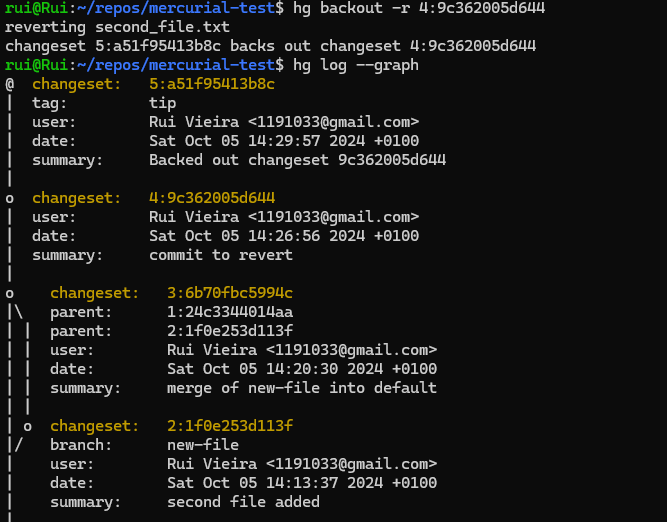 rui@Rui:~/repos/mercurial-test$ hg backout -r 4:9c362005d644
reverting second_file.txt
changeset 5:a51f95413b8c backs out changeset 4:9c362005d644
rui@Rui:~/repos/mercurial-test$ hg log --graph
@  changeset:   5:a51f95413b8c
|  tag:         tip
|  user:        Rui Vieira <1191033@gmail.com>
|  date:        Sat Oct 05 14:29:57 2024 +0100
|  summary:     Backed out changeset 9c362005d644
|
o  changeset:   4:9c362005d644
|  user:        Rui Vieira <1191033@gmail.com>
|  date:        Sat Oct 05 14:26:56 2024 +0100
|  summary:     commit to revert
|
o    changeset:   3:6b70fbc5994c
|\   parent:      1:24c3344014aa
| |  parent:      2:1f0e253d113f
| |  user:        Rui Vieira <1191033@gmail.com>
| |  date:        Sat Oct 05 14:20:30 2024 +0100
| |  summary:     merge of new-file into default
| |
| o  changeset:   2:1f0e253d113f
|/   branch:      new-file
|    user:        Rui Vieira <1191033@gmail.com>
|    date:        Sat Oct 05 14:13:37 2024 +0100
|    summary:     second file added
|